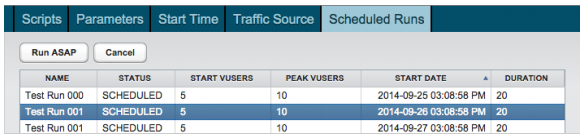 Scripts Parameters Start Time Traffic Source Scheduled Runs
Run ASAP Cancel
NAME STATUS START VUSERS PEAK VUSERS START DATE DURATION
Test Run 000 SCHEDULED 5 10 2014-09-25 03:08:58 PM 20
Test Run 001 SCHEDULED 5 10 2014-09-26 03:08:58 PM 20
Test Run 001 SCHEDULED 5 10 2014-09-27 03:08:58 PM 20